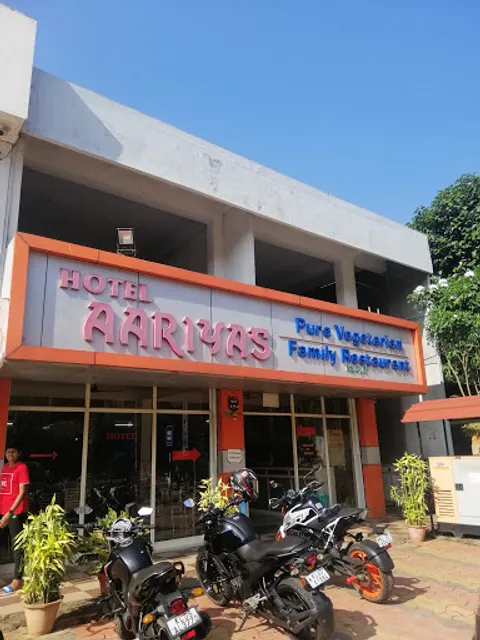 HOTEL
AARIYAS
Pure Vegetarian
Family Restaurant
HOTEL